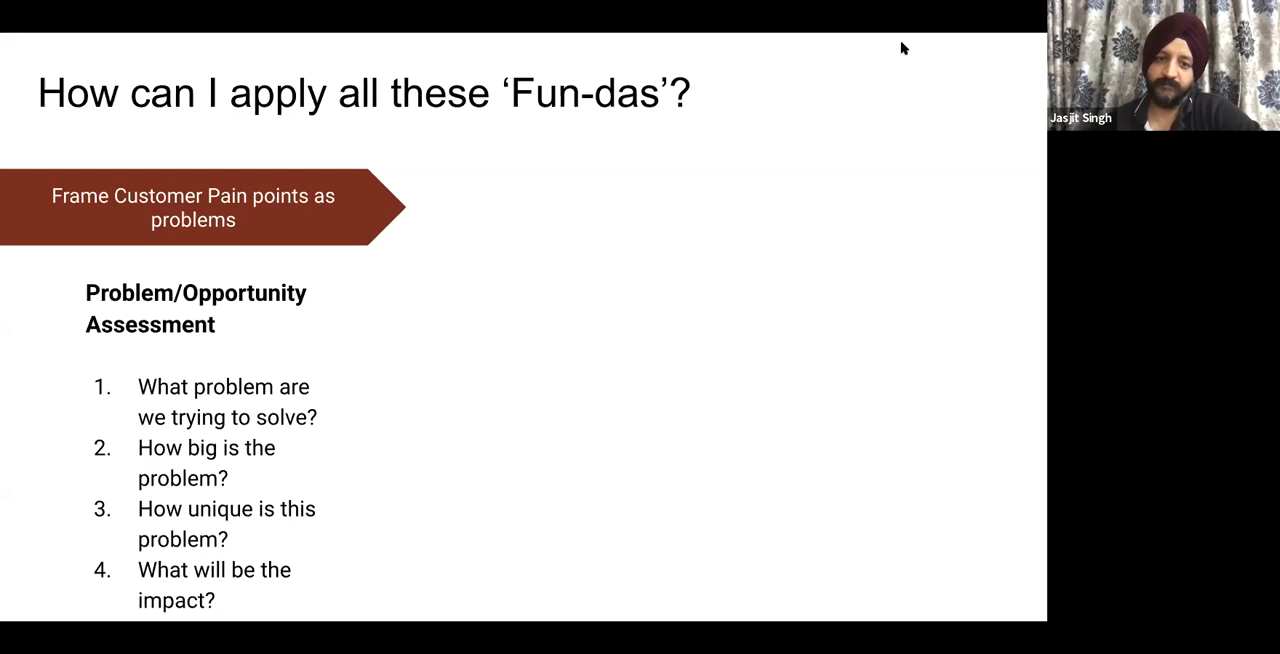 How can I apply all these ‘Fun-das’?
Frame Customer Pain points as
problems
Problem/Opportunity
Assessment
1. What problem are
we trying to solve?
2. How big is the
problem?
3. How unique is this
problem?
4. What will be the
impact?
Jasjit Singh